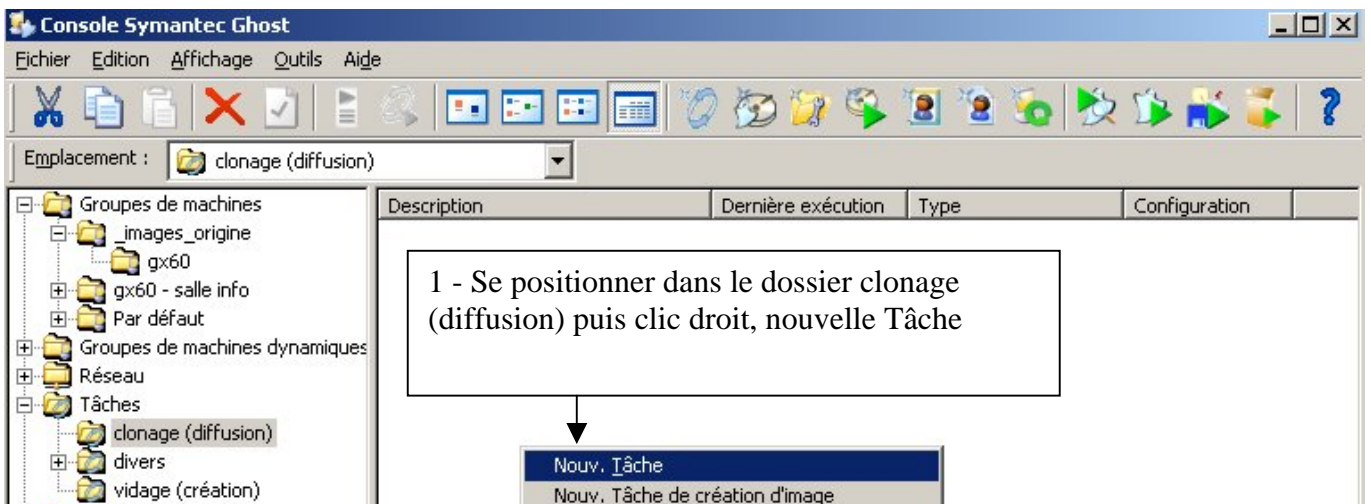 Console Symantec Ghost
Fichier Edition Affichage Outils Aide
Emplacement : clonage (diffusion)
Groupes de machines
_images_origine
gx60
gx60 - salle info
Par défaut
Groupes de machines dynamiques
Réseau
Tâches
clonage (diffusion)
divers
vidage (création)
Description Dernière exécution Type Configuration
1 - Se positionner dans le dossier clonage
(diffusion) puis clic droit, nouvelle Tâche
Nouv. Tâche
Nouv. Tâche de création d'image